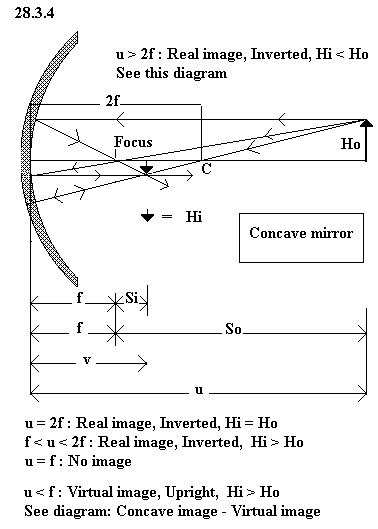 28.3.4
u > 2f : Real image, Inverted, Hi < Ho
See this diagram
2f
Focus
Ho
C
= Hi
Concave mirror
f
Si
f
So
v
u
u = 2f : Real image, Inverted, Hi = Ho
f < u < 2f : Real image, Inverted, Hi > Ho
u = f : No image
u < f : Virtual image, Upright, Hi > Ho
See diagram: Concave image - Virtual image